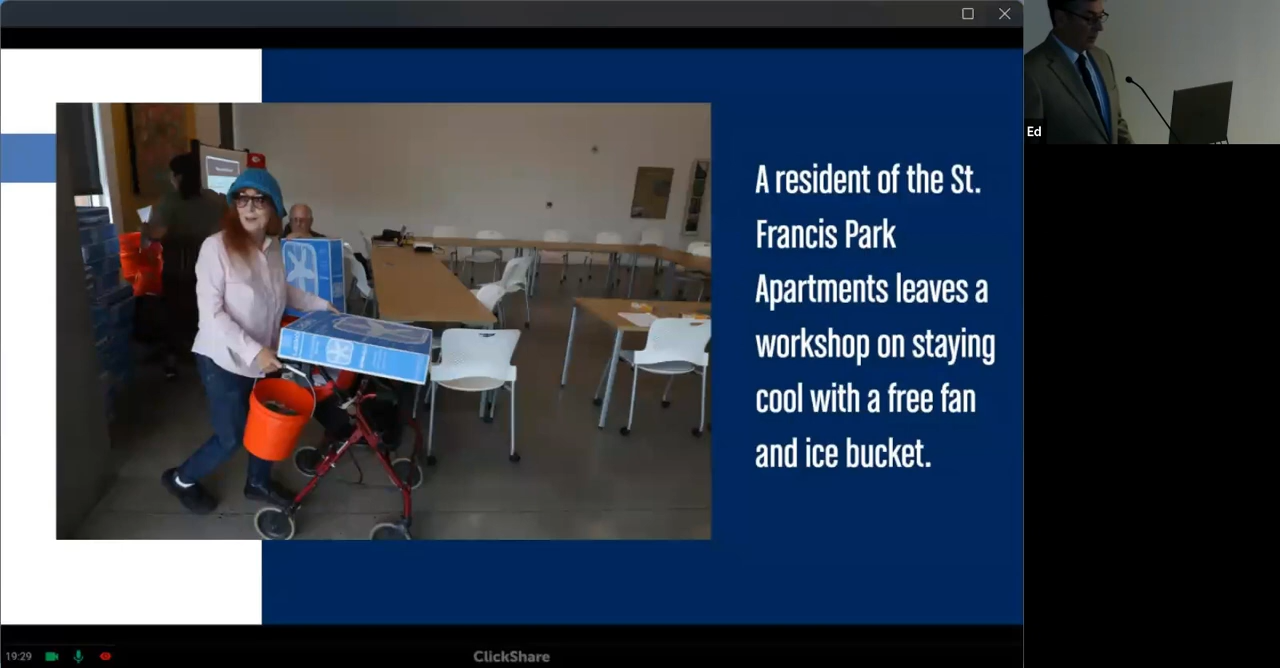 A resident of the St.
Francis Park
Apartments leaves a
workshop on staying
cool with a free fan
and ice bucket.
Ed
19:29
ClickShare